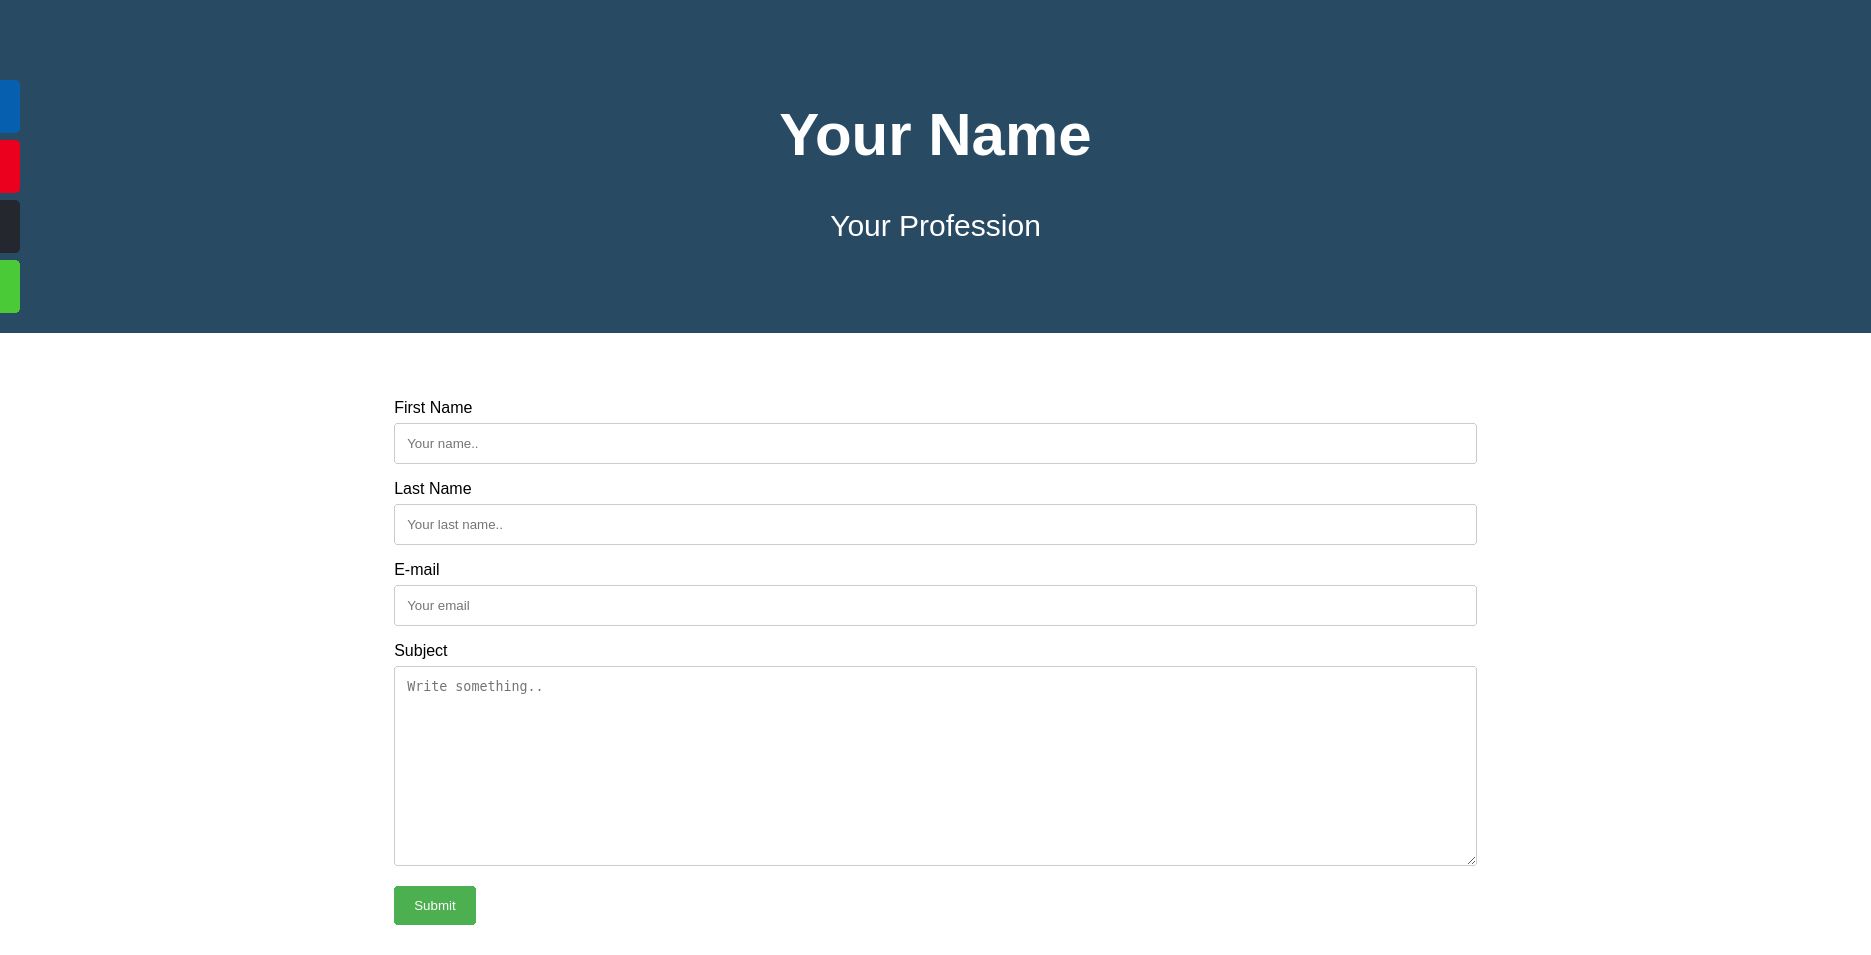 Your Name
Your Profession
First Name
Your name..
Last Name
Your last name..
E-mail
Your email
Subject
Write something..
Submit